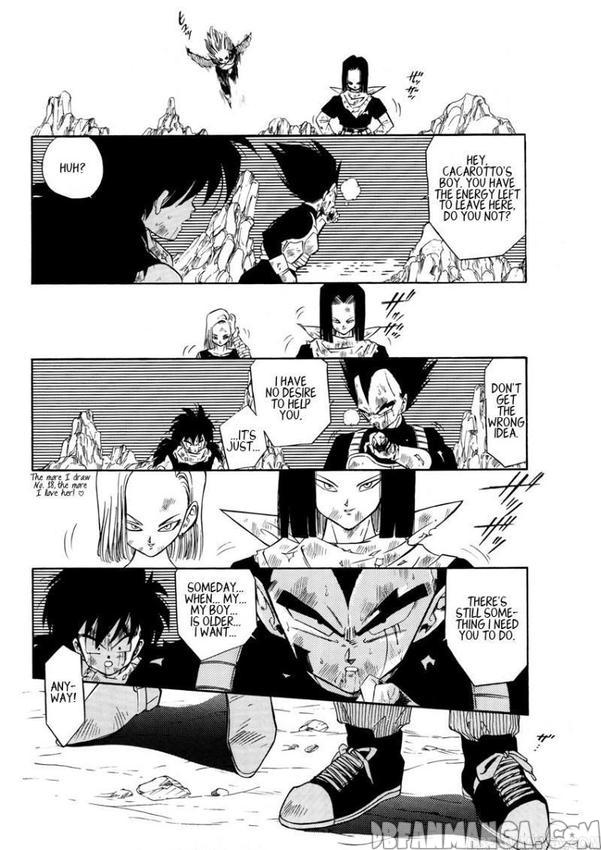 HEY,
CACAROTTO'S
BOY. YOU HAVE
THE ENERGY LEFT
TO LEAVE HERE,
DO YOU NOT?
HUH?
DON'T
GET
THE
WRONG
IDEA.
I HAVE
NO DESIRE
TO HELP
YOU.
...IT'S
JUST...
The more I draw
No. 18, the more
I love her! ♡
THERE'S
STILL SOME-
THING I NEED
YOU TO DO.
SOMEDAY...
WHEN... MY...
MY BOY...
IS OLDER...
I WANT...
ANY-
WAY!
DBFANMANGA.COM